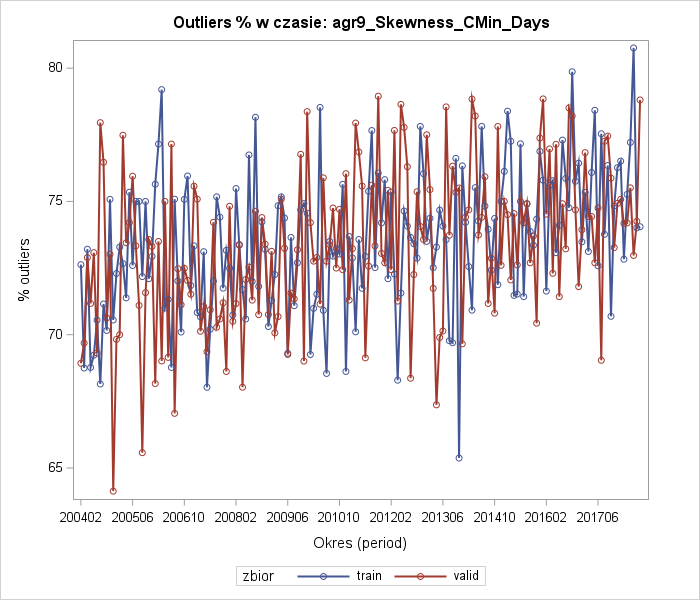 Outliers % w czasie: agr9_Skewness_CMin_Days
% outliers
80
75
70
65
200402 200506 200610 200802 200906 201010 201202 201306 201410 201602 201706
Okres (period)
zbior train valid